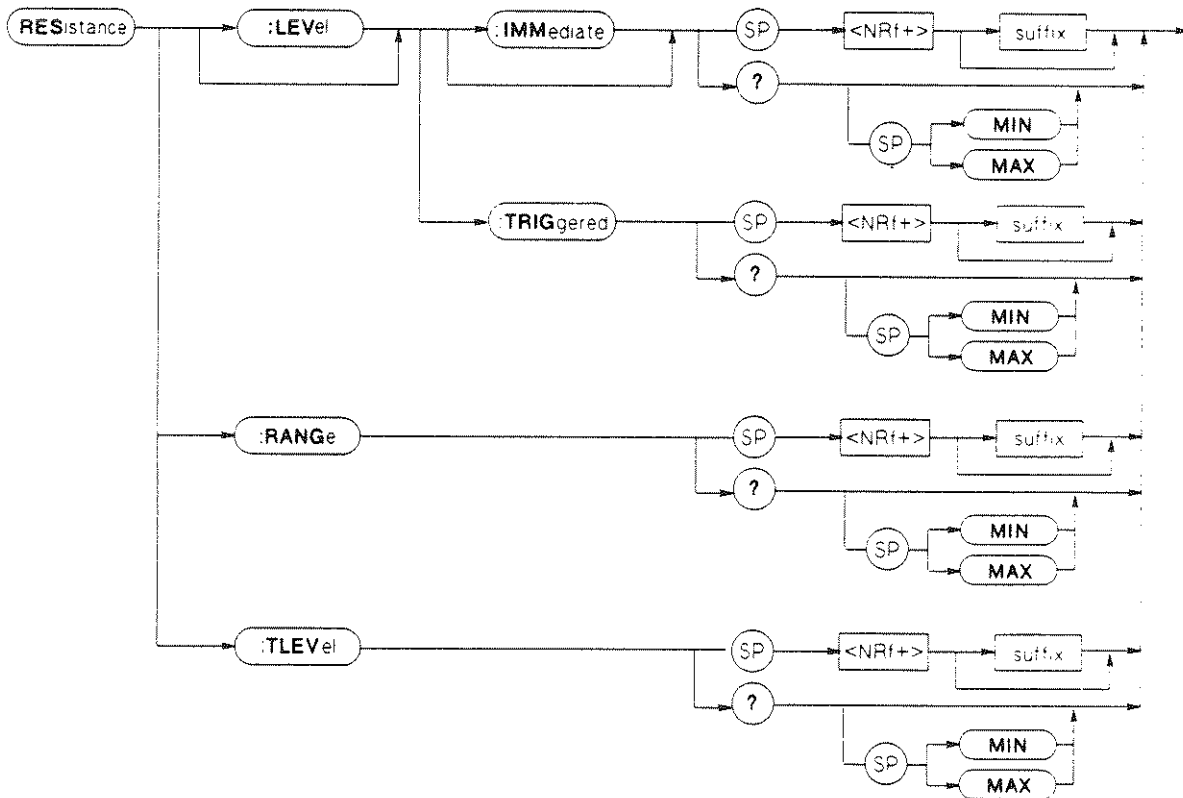 RESistance :LEVel :IMMediate SP <NRf+> suffix
?
SP MIN
MAX
:TRIGgered SP <NRf+> suffix
?
SP MIN
MAX
:RANGe SP <NRf+> suffix
?
SP MIN
MAX
:TLEVel SP <NRf+> suffix
?
SP MIN
MAX